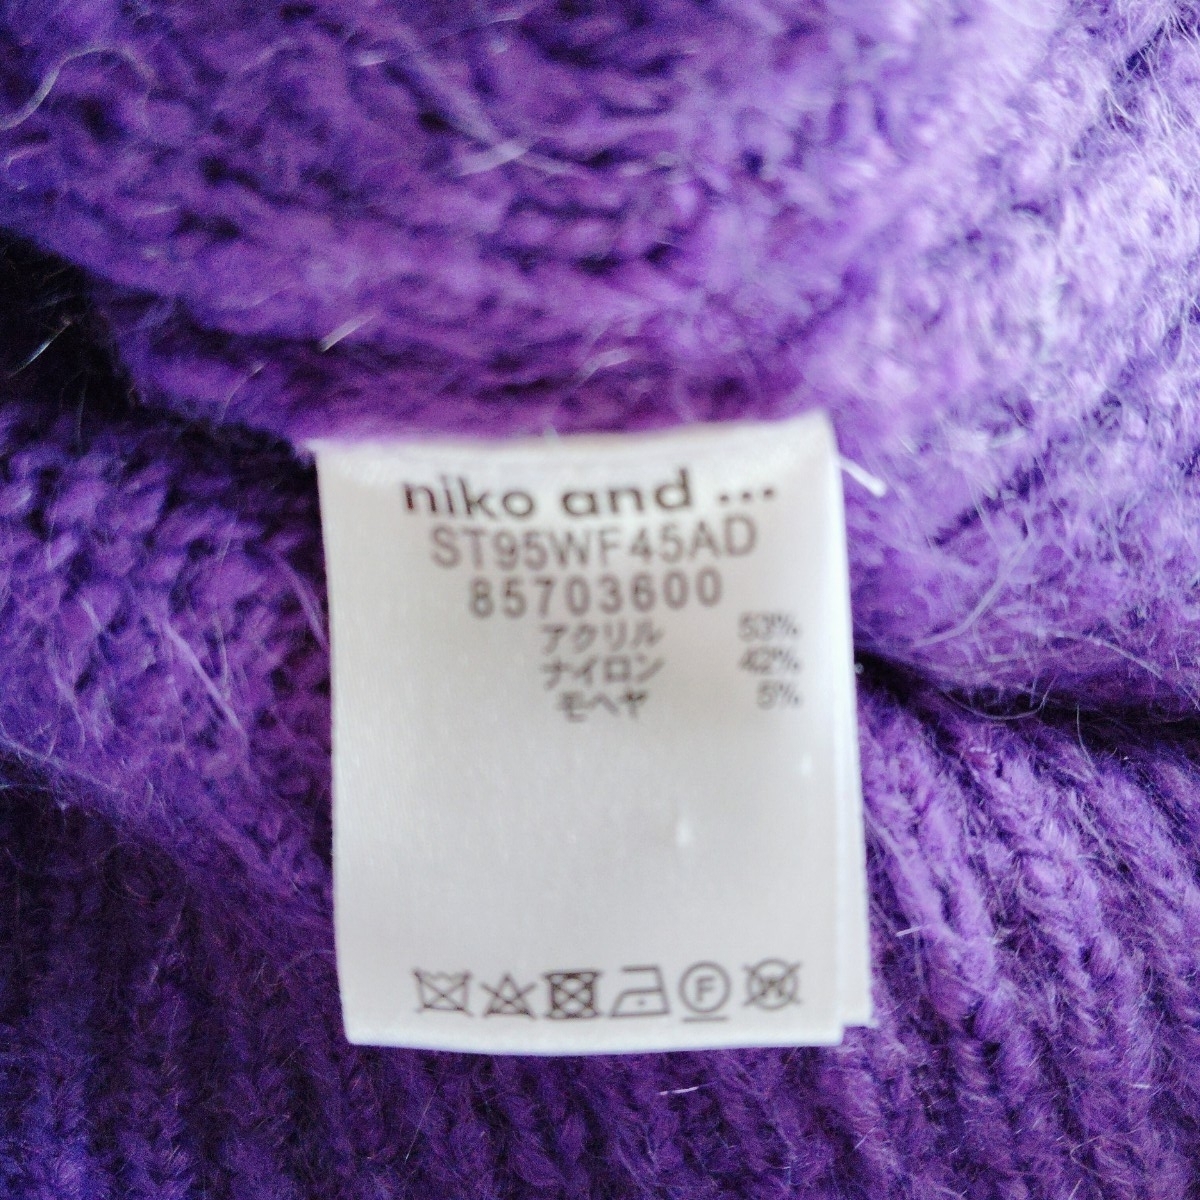 niko and ...
ST95WF45AD
85703600
アクリル 53%
ナイロン 42%
モヘヤ 5%
F
W